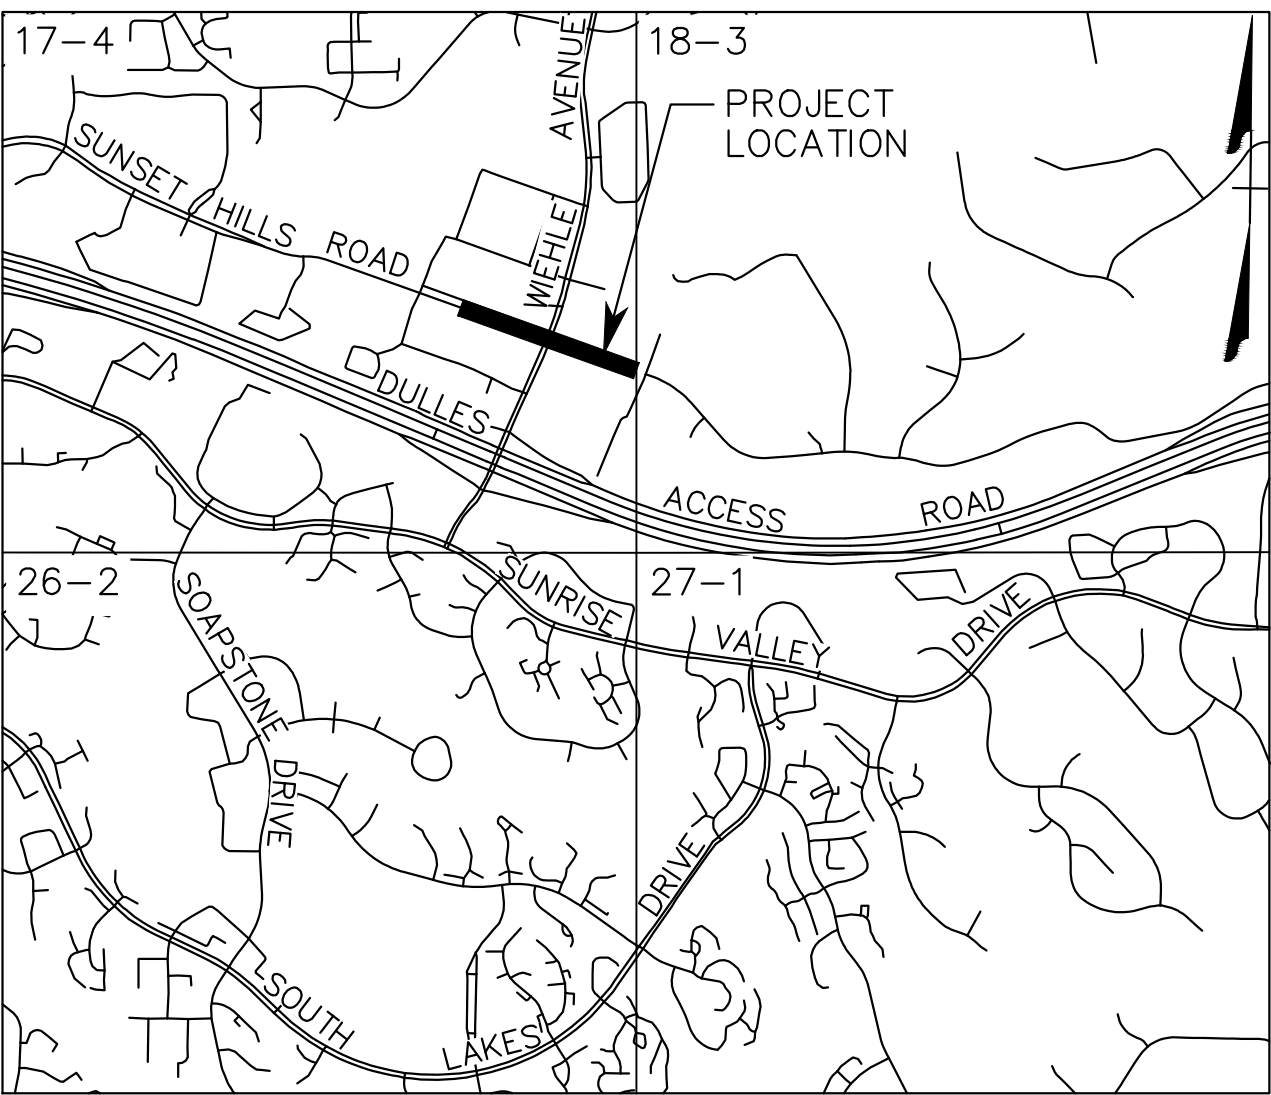 17-4
AVENUE
18-3
PROJECT
LOCATION
SUNSET HILLS ROAD
WIEHLE
DULLES
ACCESS ROAD
26-2
SUNRISE
27-1
VALLEY
DRIVE
SOAPSTONE
DRIVE
DRIVE
SOUTH
LAKES